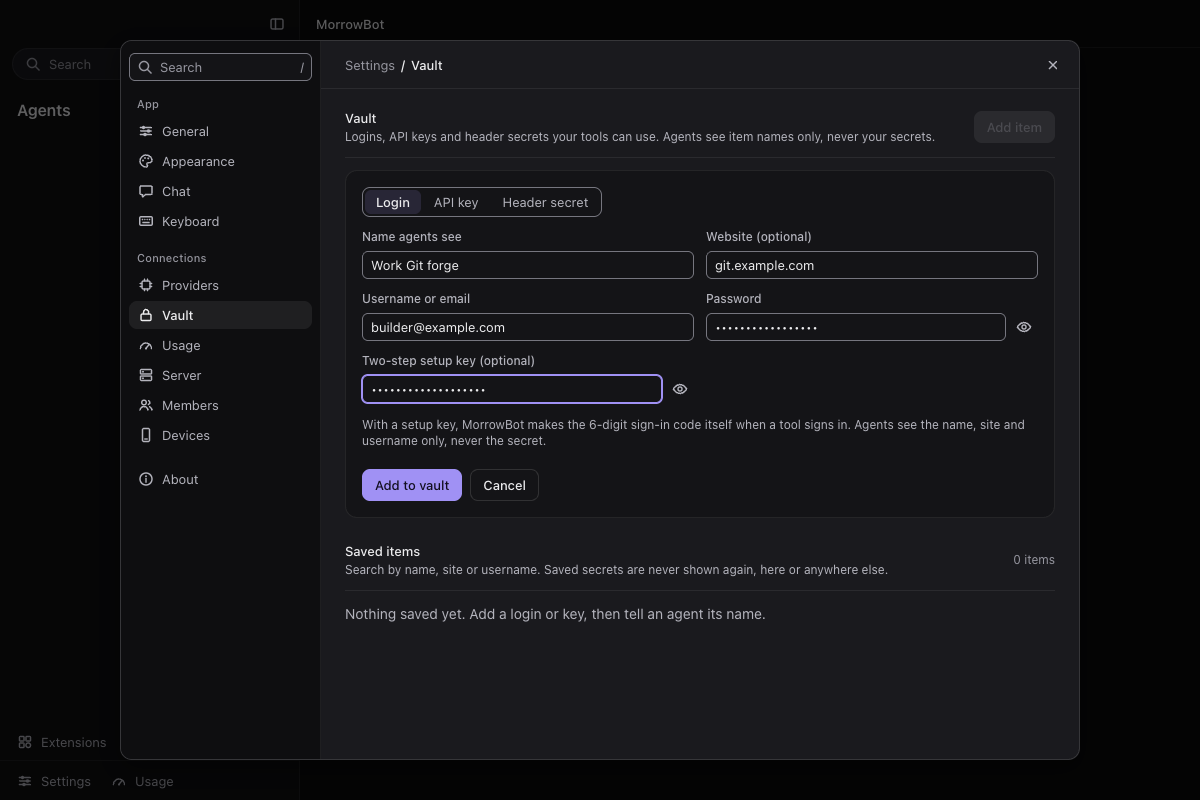 MorrowBot
Search
Agents
Extensions
Settings
Usage
Search /
App
General
Appearance
Chat
Keyboard
Connections
Providers
Vault
Usage
Server
Members
Devices
About
Settings / Vault
Vault
Logins, API keys and header secrets your tools can use. Agents see item names only, never your secrets.
Add item
Login API key Header secret
Name agents see
Work Git forge
Website (optional)
git.example.com
Username or email
builder@example.com
Password
•••••••••••••••••
Two-step setup key (optional)
•••••••••••••••••••
With a setup key, MorrowBot makes the 6-digit sign-in code itself when a tool signs in. Agents see the name, site and
username only, never the secret.
Add to vault Cancel
Saved items
Search by name, site or username. Saved secrets are never shown again, here or anywhere else.
0 items
Nothing saved yet. Add a login or key, then tell an agent its name.